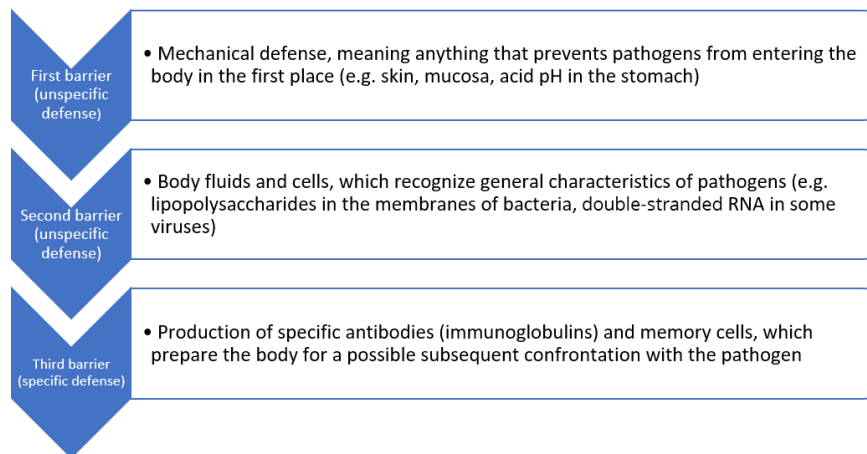 First barrier
(unspecific
defense)
• Mechanical defense, meaning anything that prevents pathogens from entering the
body in the first place (e.g. skin, mucosa, acid pH in the stomach)
Second barrier
(unspecific
defense)
• Body fluids and cells, which recognize general characteristics of pathogens (e.g.
lipopolysaccharides in the membranes of bacteria, double-stranded RNA in some
viruses)
Third barrier
(specific defense)
• Production of specific antibodies (immunoglobulins) and memory cells, which
prepare the body for a possible subsequent confrontation with the pathogen